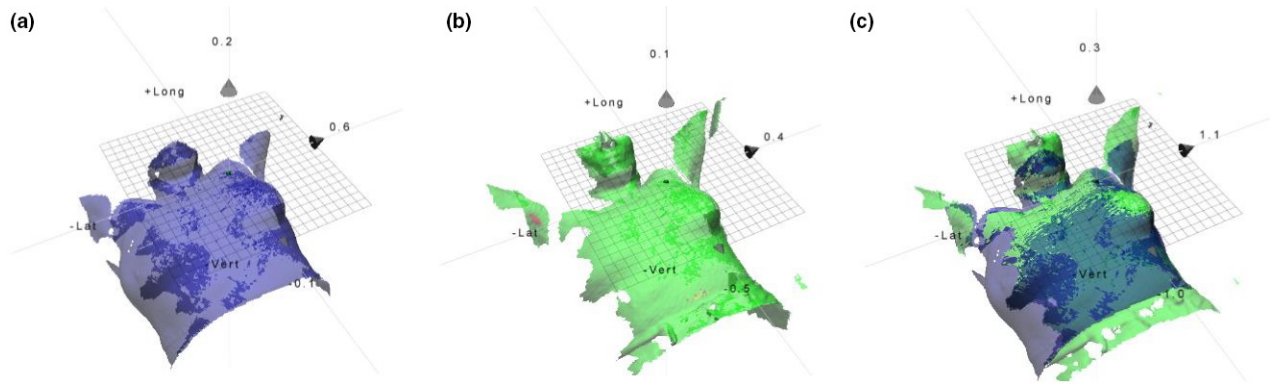 (a)
0.2
+Long
0.6
-Lat
-Vert
-0.1
(b)
0.1
+Long
0.4
-Lat
-Vert
-0.5
(c)
0.3
+Long
1.1
-Lat
-Vert
-1.0